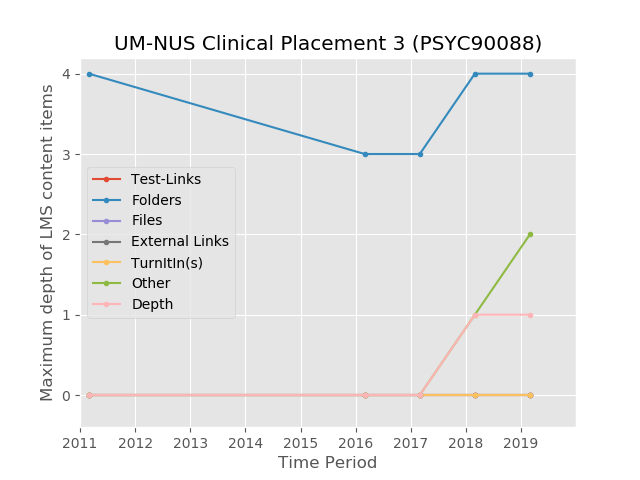 UM-NUS Clinical Placement 3 (PSYC90088)
Maximum depth of LMS content items
4
3
2
1
0
Test-Links
Folders
Files
External Links
TurnItIn(s)
Other
Depth
2011 2012 2013 2014 2015 2016 2017 2018 2019
Time Period